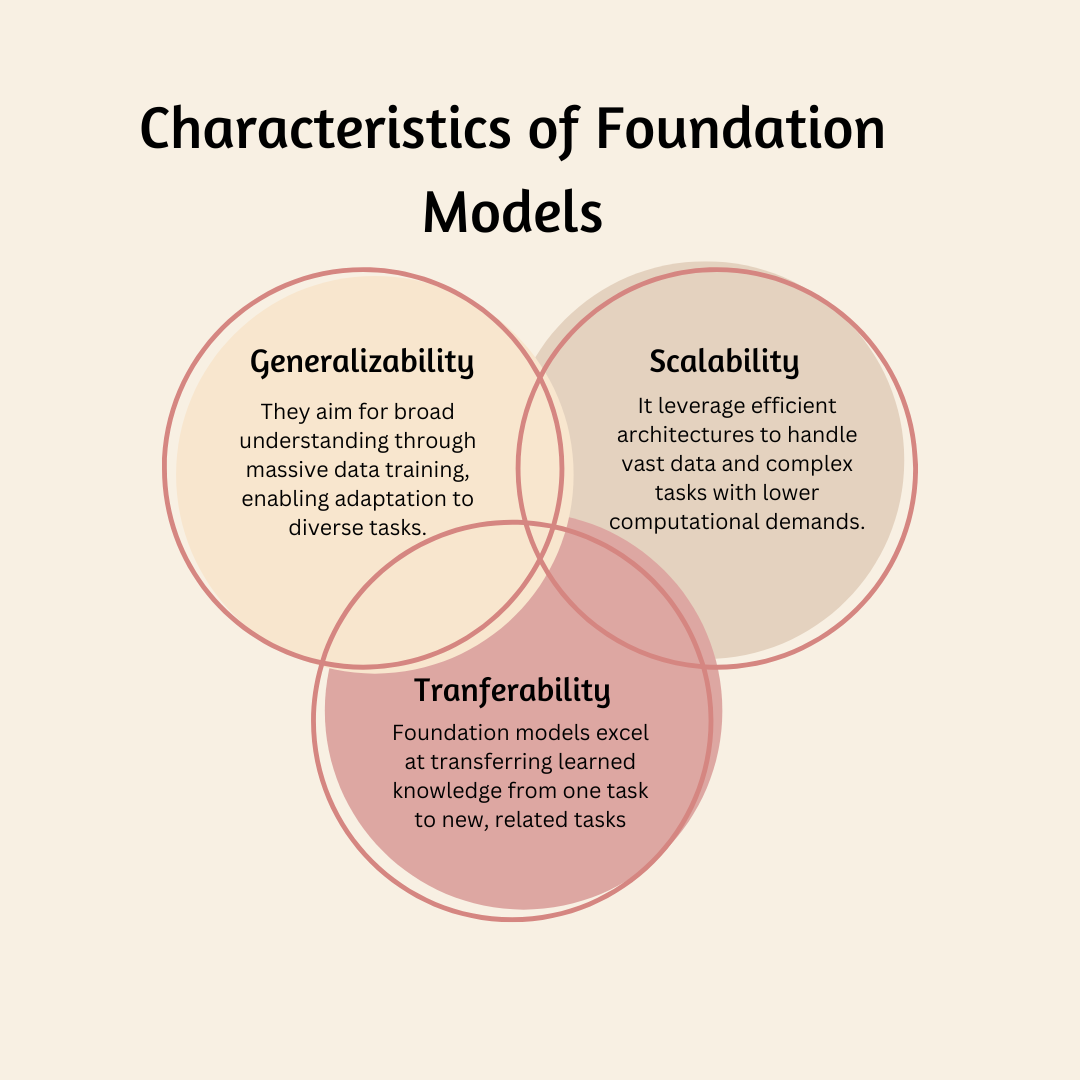 Characteristics of Foundation
Models
Generalizability
They aim for broad
understanding through
massive data training,
enabling adaptation to
diverse tasks.
Scalability
It leverage efficient
architectures to handle
vast data and complex
tasks with lower
computational demands.
Tranferability
Foundation models excel
at transferring learned
knowledge from one task
to new, related tasks